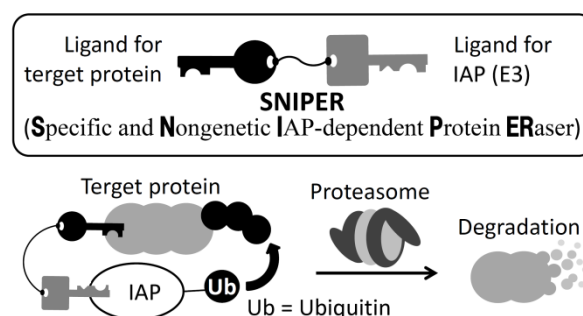 Ligand for
terget protein
Ligand for
IAP (E3)
SNIPER
(Specific and Nongenetic IAP-dependent Protein ERaser)
Terget protein
Proteasome
Degradation
IAP
Ub
Ub = Ubiquitin